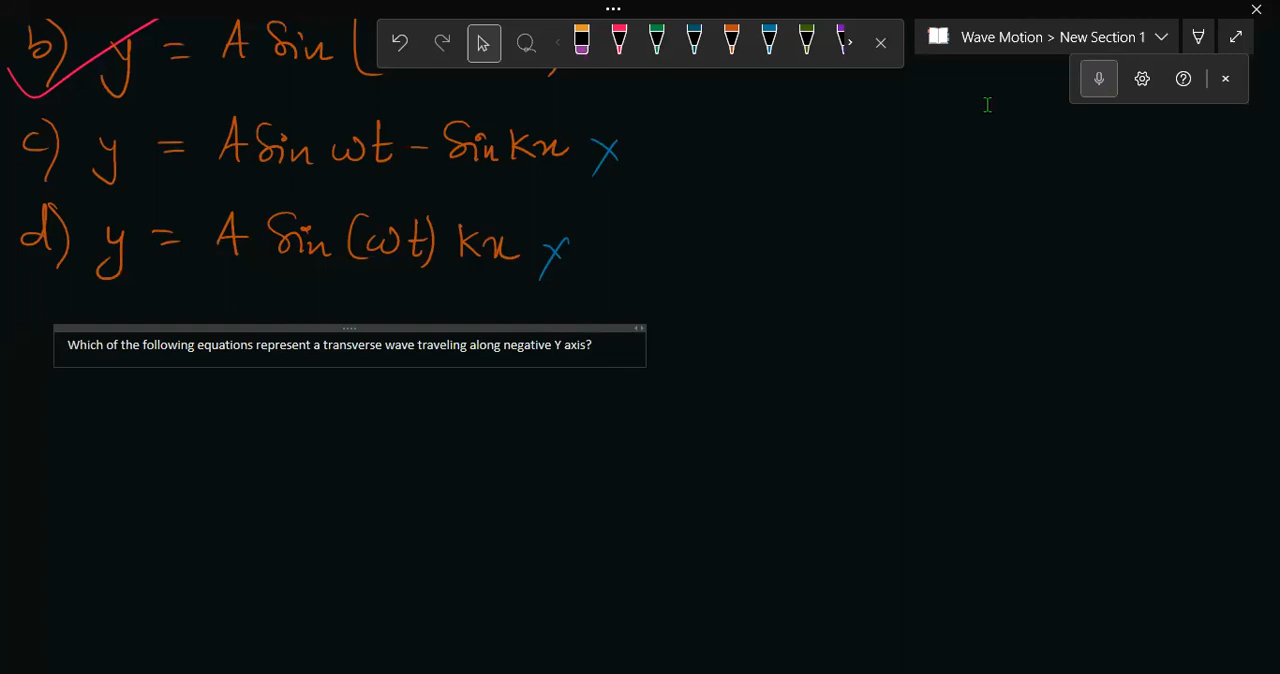 Wave Motion > New Section 1
b) y = A Sin (
c) y = A Sin ωt - Sin kx ×
d) y = A Sin (ωt) kx ×
Which of the following equations represent a transverse wave traveling along negative Y axis?